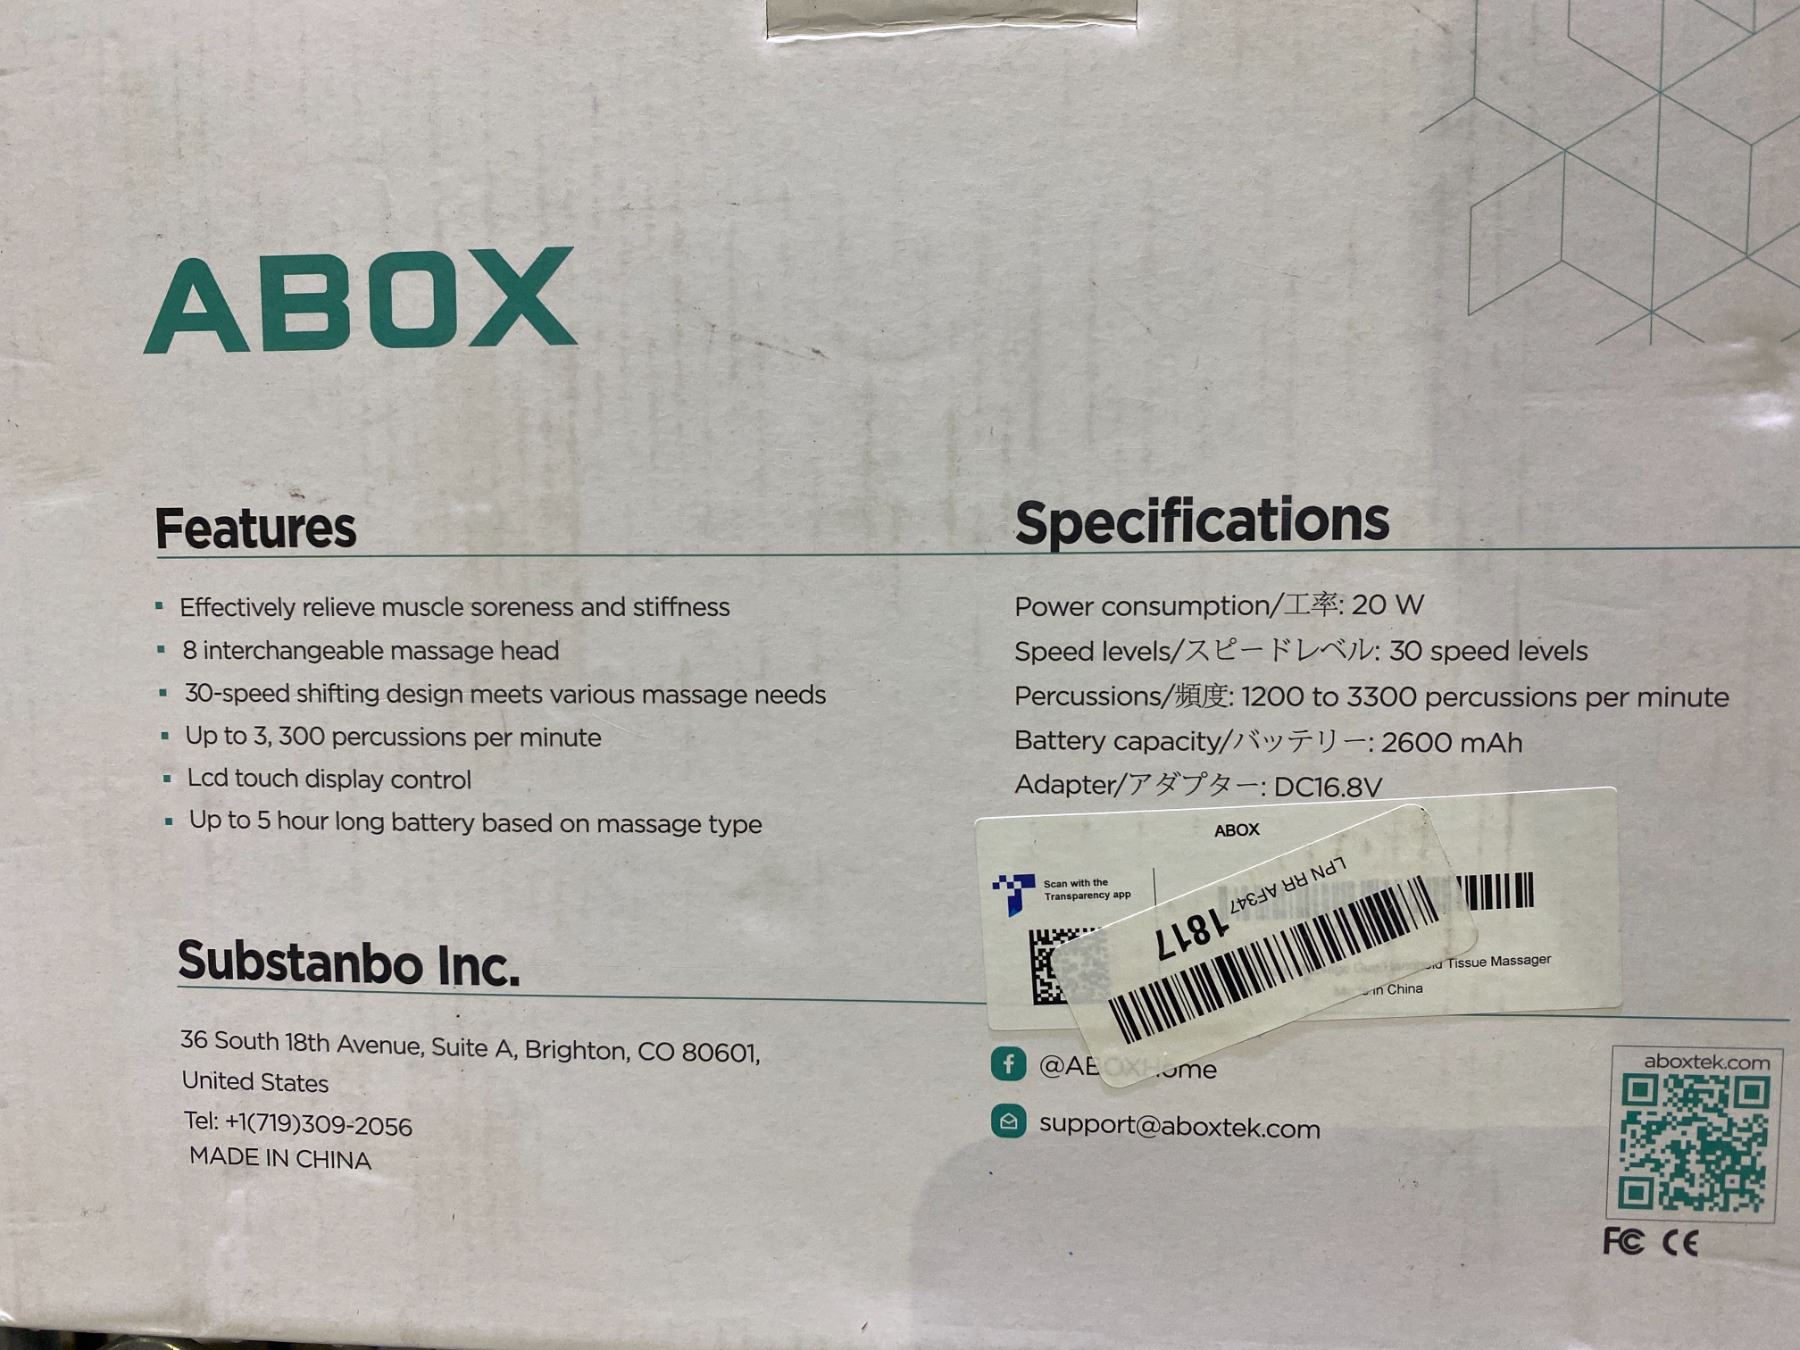 ABOX
Features
Effectively relieve muscle soreness and stiffness
8 interchangeable massage head
30-speed shifting design meets various massage needs
Up to 3, 300 percussions per minute
Lcd touch display control
Up to 5 hour long battery based on massage type
Specifications
Power consumption/工率: 20 W
Speed levels/スピードレベル: 30 speed levels
Percussions/頻度: 1200 to 3300 percussions per minute
Battery capacity/バッテリー: 2600 mAh
Adapter/アダプター: DC16.8V
ABOX
Scan with the
Transparency app
LPN RR AF347
1817
Tissue Massager
in China
Substanbo Inc.
36 South 18th Avenue, Suite A, Brighton, CO 80601,
United States
Tel: +1(719)309-2056
MADE IN CHINA
@ABOXHome
support@aboxtek.com
aboxtek.com
FC CE